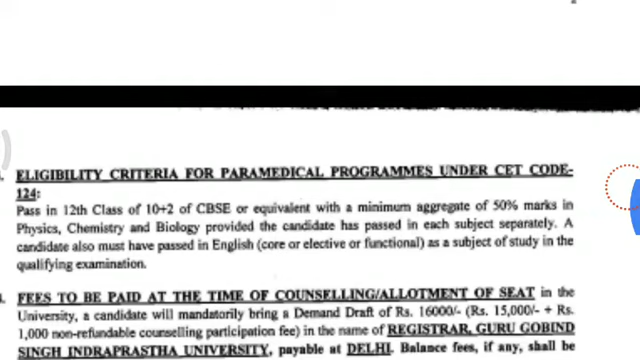 ELIGIBILITY CRITERIA FOR PARAMEDICAL PROGRAMMES UNDER CET CODE-
124:
Pass in 12th Class of 10+2 of CBSE or equivalent with a minimum aggregate of 50% marks in
Physics, Chemistry and Biology provided the candidate has passed in each subject separately. A
candidate also must have passed in English (core or elective or functional) as a subject of study in the
qualifying examination.
FEES TO BE PAID AT THE TIME OF COUNSELLING/ALLOTMENT OF SEAT in the
University, a candidate will mandatorily bring a Demand Draft of Rs. 16000/- (Rs. 15,000/- + Rs.
1,000 non-refundable counselling participation fee) in the name of REGISTRAR, GURU GOBIND
SINGH INDRAPRASTHA UNIVERSITY, payable at DELHI. Balance fees, if any, shall be